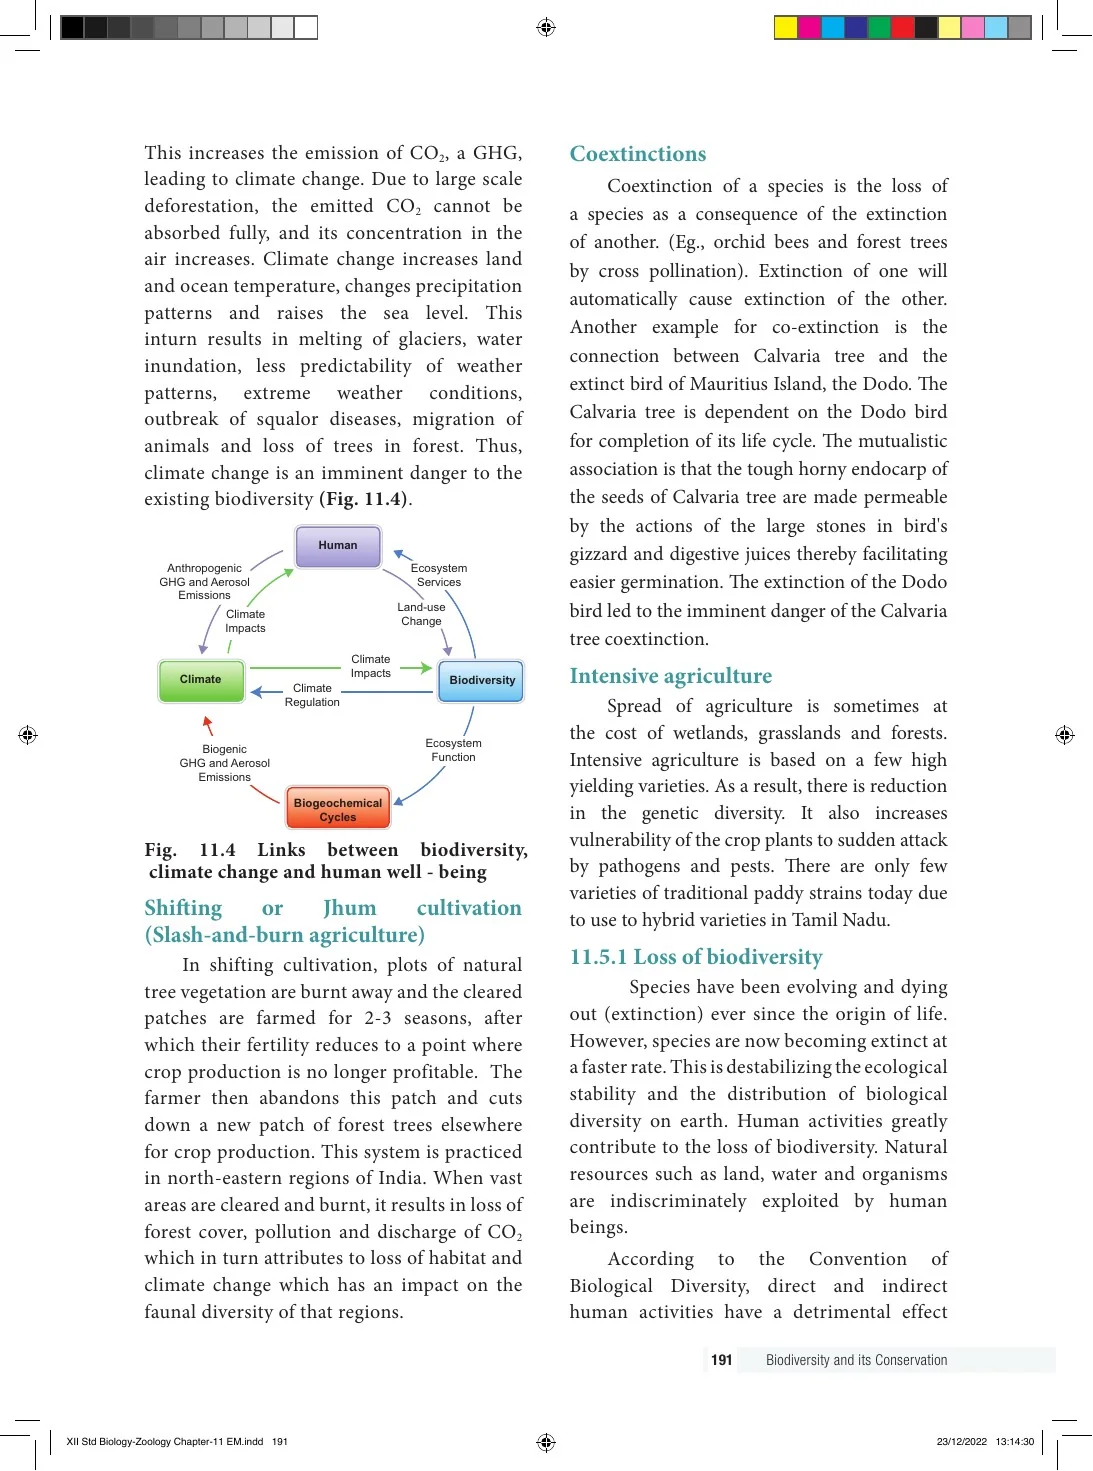 This increases the emission of CO₂, a GHG,
leading to climate change. Due to large scale
deforestation, the emitted CO₂ cannot be
absorbed fully, and its concentration in the
air increases. Climate change increases land
and ocean temperature, changes precipitation
patterns and raises the sea level. This
inturn results in melting of glaciers, water
inundation, less predictability of weather
patterns, extreme weather conditions,
outbreak of squalor diseases, migration of
animals and loss of trees in forest. Thus,
climate change is an imminent danger to the
existing biodiversity (Fig. 11.4).
Human
Anthropogenic
GHG and Aerosol
Emissions
Ecosystem
Services
Climate
Impacts
Land-use
Change
Climate
Climate
Impacts
Climate
Regulation
Biodiversity
Biogenic
GHG and Aerosol
Emissions
Ecosystem
Function
Biogeochemical
Cycles
Fig. 11.4 Links between biodiversity,
climate change and human well - being
Shifting or Jhum cultivation
(Slash-and-burn agriculture)
In shifting cultivation, plots of natural
tree vegetation are burnt away and the cleared
patches are farmed for 2-3 seasons, after
which their fertility reduces to a point where
crop production is no longer profitable. The
farmer then abandons this patch and cuts
down a new patch of forest trees elsewhere
for crop production. This system is practiced
in north-eastern regions of India. When vast
areas are cleared and burnt, it results in loss of
forest cover, pollution and discharge of CO₂
which in turn attributes to loss of habitat and
climate change which has an impact on the
faunal diversity of that regions.
Coextinctions
Coextinction of a species is the loss of
a species as a consequence of the extinction
of another. (Eg., orchid bees and forest trees
by cross pollination). Extinction of one will
automatically cause extinction of the other.
Another example for co-extinction is the
connection between Calvaria tree and the
extinct bird of Mauritius Island, the Dodo. The
Calvaria tree is dependent on the Dodo bird
for completion of its life cycle. The mutualistic
association is that the tough horny endocarp of
the seeds of Calvaria tree are made permeable
by the actions of the large stones in bird's
gizzard and digestive juices thereby facilitating
easier germination. The extinction of the Dodo
bird led to the imminent danger of the Calvaria
tree coextinction.
Intensive agriculture
Spread of agriculture is sometimes at
the cost of wetlands, grasslands and forests.
Intensive agriculture is based on a few high
yielding varieties. As a result, there is reduction
in the genetic diversity. It also increases
vulnerability of the crop plants to sudden attack
by pathogens and pests. There are only few
varieties of traditional paddy strains today due
to use to hybrid varieties in Tamil Nadu.
11.5.1 Loss of biodiversity
Species have been evolving and dying
out (extinction) ever since the origin of life.
However, species are now becoming extinct at
a faster rate. This is destabilizing the ecological
stability and the distribution of biological
diversity on earth. Human activities greatly
contribute to the loss of biodiversity. Natural
resources such as land, water and organisms
are indiscriminately exploited by human
beings.
According to the Convention of
Biological Diversity, direct and indirect
human activities have a detrimental effect
191 Biodiversity and its Conservation
XII Std Biology-Zoology Chapter-11 EM.indd 191
23/12/2022 13:14:30